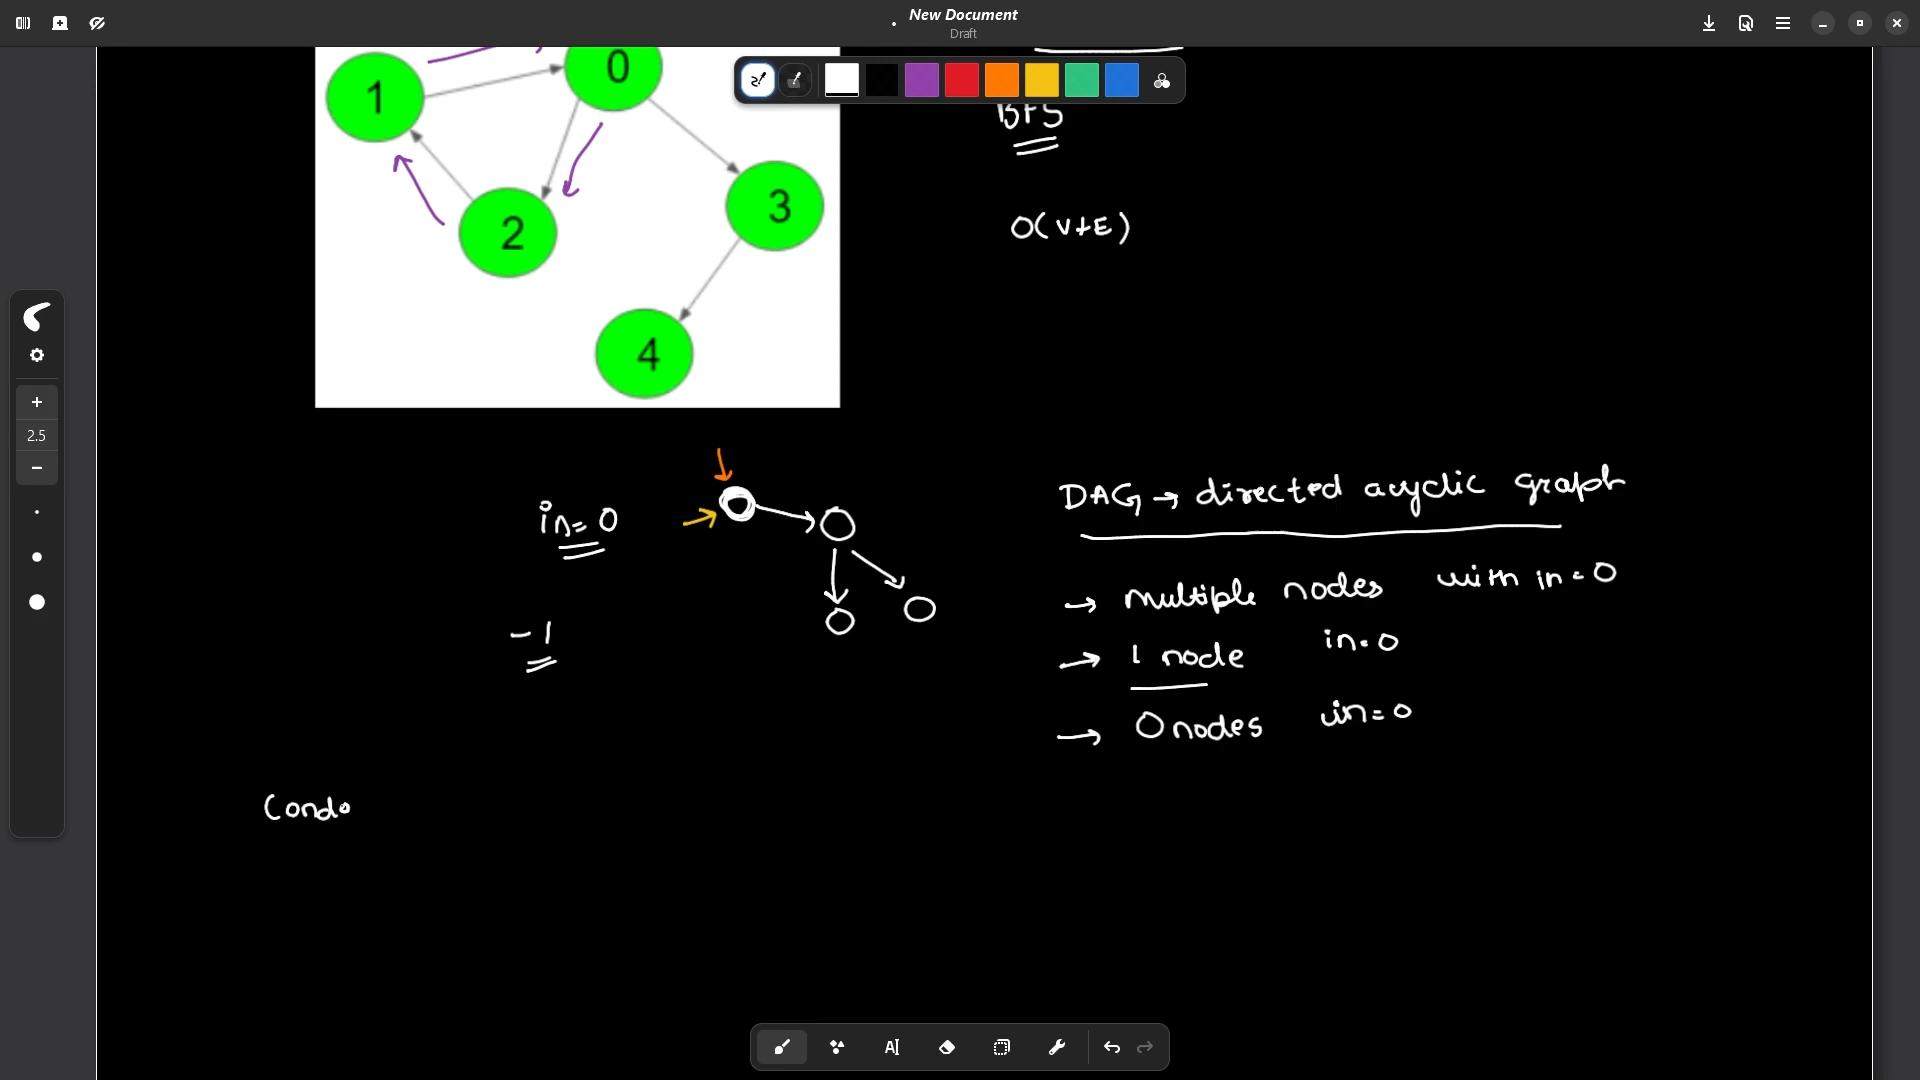 New Document
Draft
1
0
2
3
4
BFS
O(V+E)
2.5
in=0
DAG → directed acyclic graph
→ multiple nodes with in=0
-1
→ 1 node in=0
→ 0 nodes in=0
Condo
AI